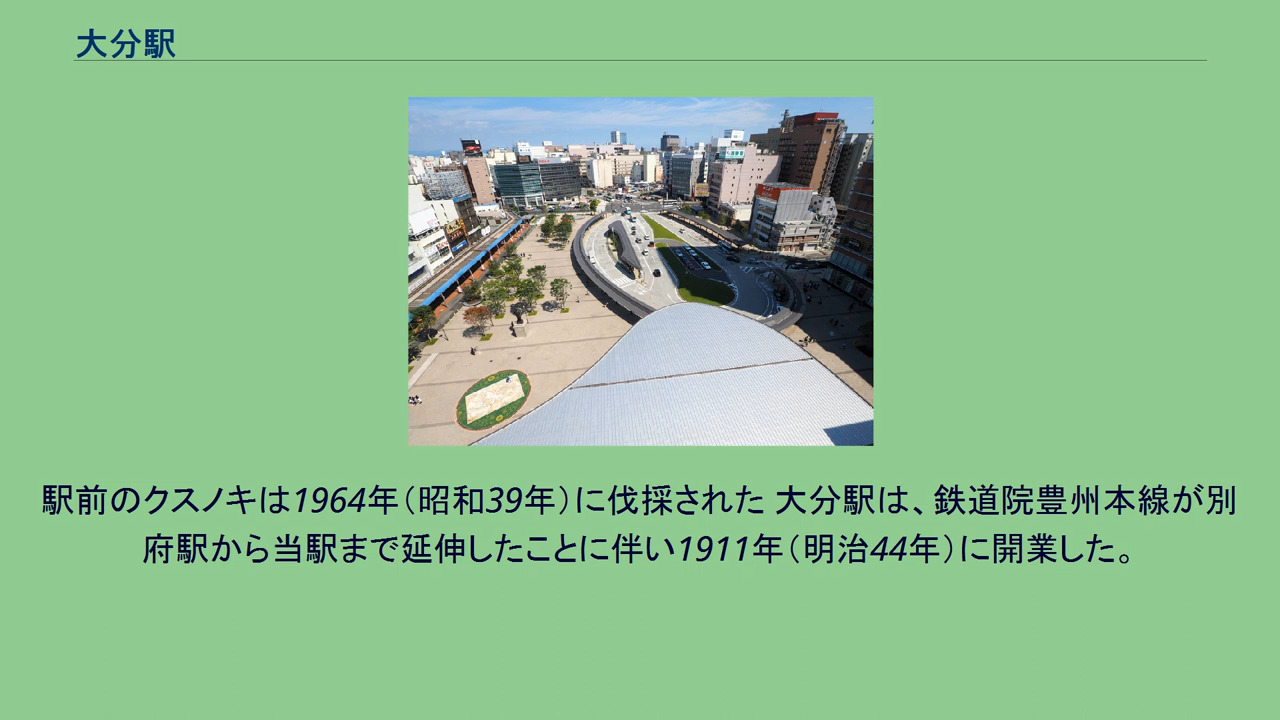 大分駅
駅前のクスノキは1964年（昭和39年）に伐採された 大分駅は、鉄道院豊州本線が別
府駅から当駅まで延伸したことに伴い1911年（明治44年）に開業した。